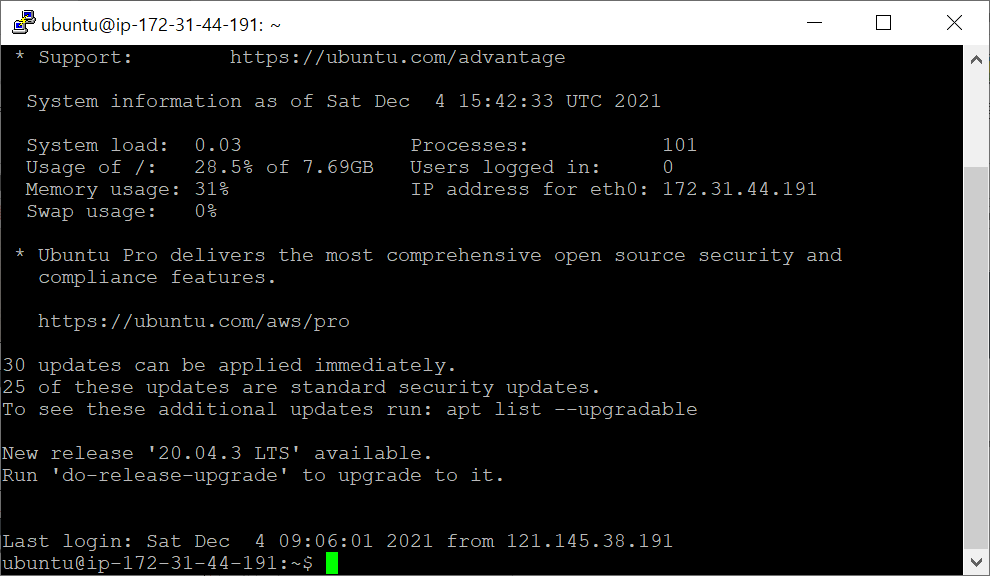 ubuntu@ip-172-31-44-191: ~
* Support:        https://ubuntu.com/advantage
System information as of Sat Dec  4 15:42:33 UTC 2021
System load:  0.03              Processes:           101
Usage of /:   28.5% of 7.69GB   Users logged in:     0
Memory usage: 31%               IP address for eth0: 172.31.44.191
Swap usage:   0%
* Ubuntu Pro delivers the most comprehensive open source security and
compliance features.
https://ubuntu.com/aws/pro
30 updates can be applied immediately.
25 of these updates are standard security updates.
To see these additional updates run: apt list --upgradable
New release '20.04.3 LTS' available.
Run 'do-release-upgrade' to upgrade to it.
Last login: Sat Dec  4 09:06:01 2021 from 121.145.38.191
ubuntu@ip-172-31-44-191:~$